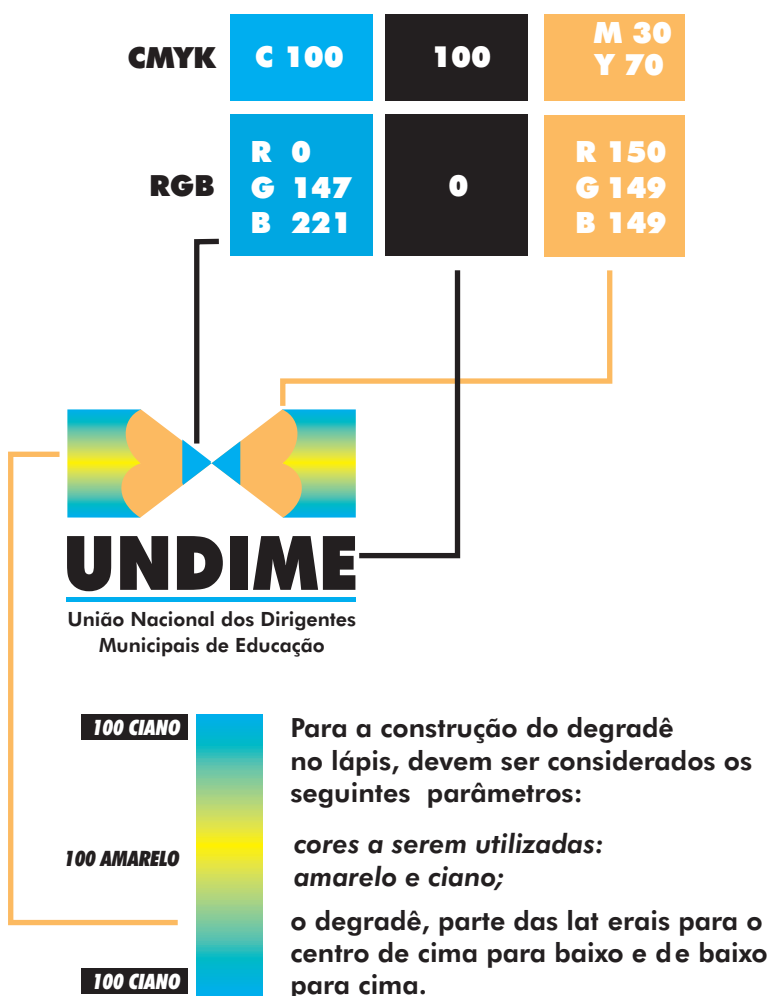 CMYK
C 100
100
M 30
Y 70
RGB
R 0
G 147
B 221
0
R 150
G 149
B 149
UNDIME
União Nacional dos Dirigentes
Municipais de Educação
100 CIANO
100 AMARELO
100 CIANO
Para a construção do degradê
no lápis, devem ser considerados os
seguintes parâmetros:
cores a serem utilizadas:
amarelo e ciano;
o degradê, parte das lat erais para o
centro de cima para baixo e de baixo
para cima.